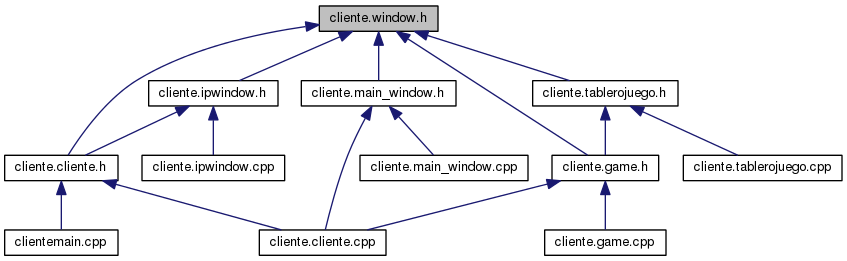 cliente.window.h
cliente.ipwindow.h
cliente.main_window.h
cliente.tablerojuego.h
cliente.cliente.h
cliente.ipwindow.cpp
cliente.main_window.cpp
cliente.game.h
cliente.tablerojuego.cpp
clientemain.cpp
cliente.cliente.cpp
cliente.game.cpp